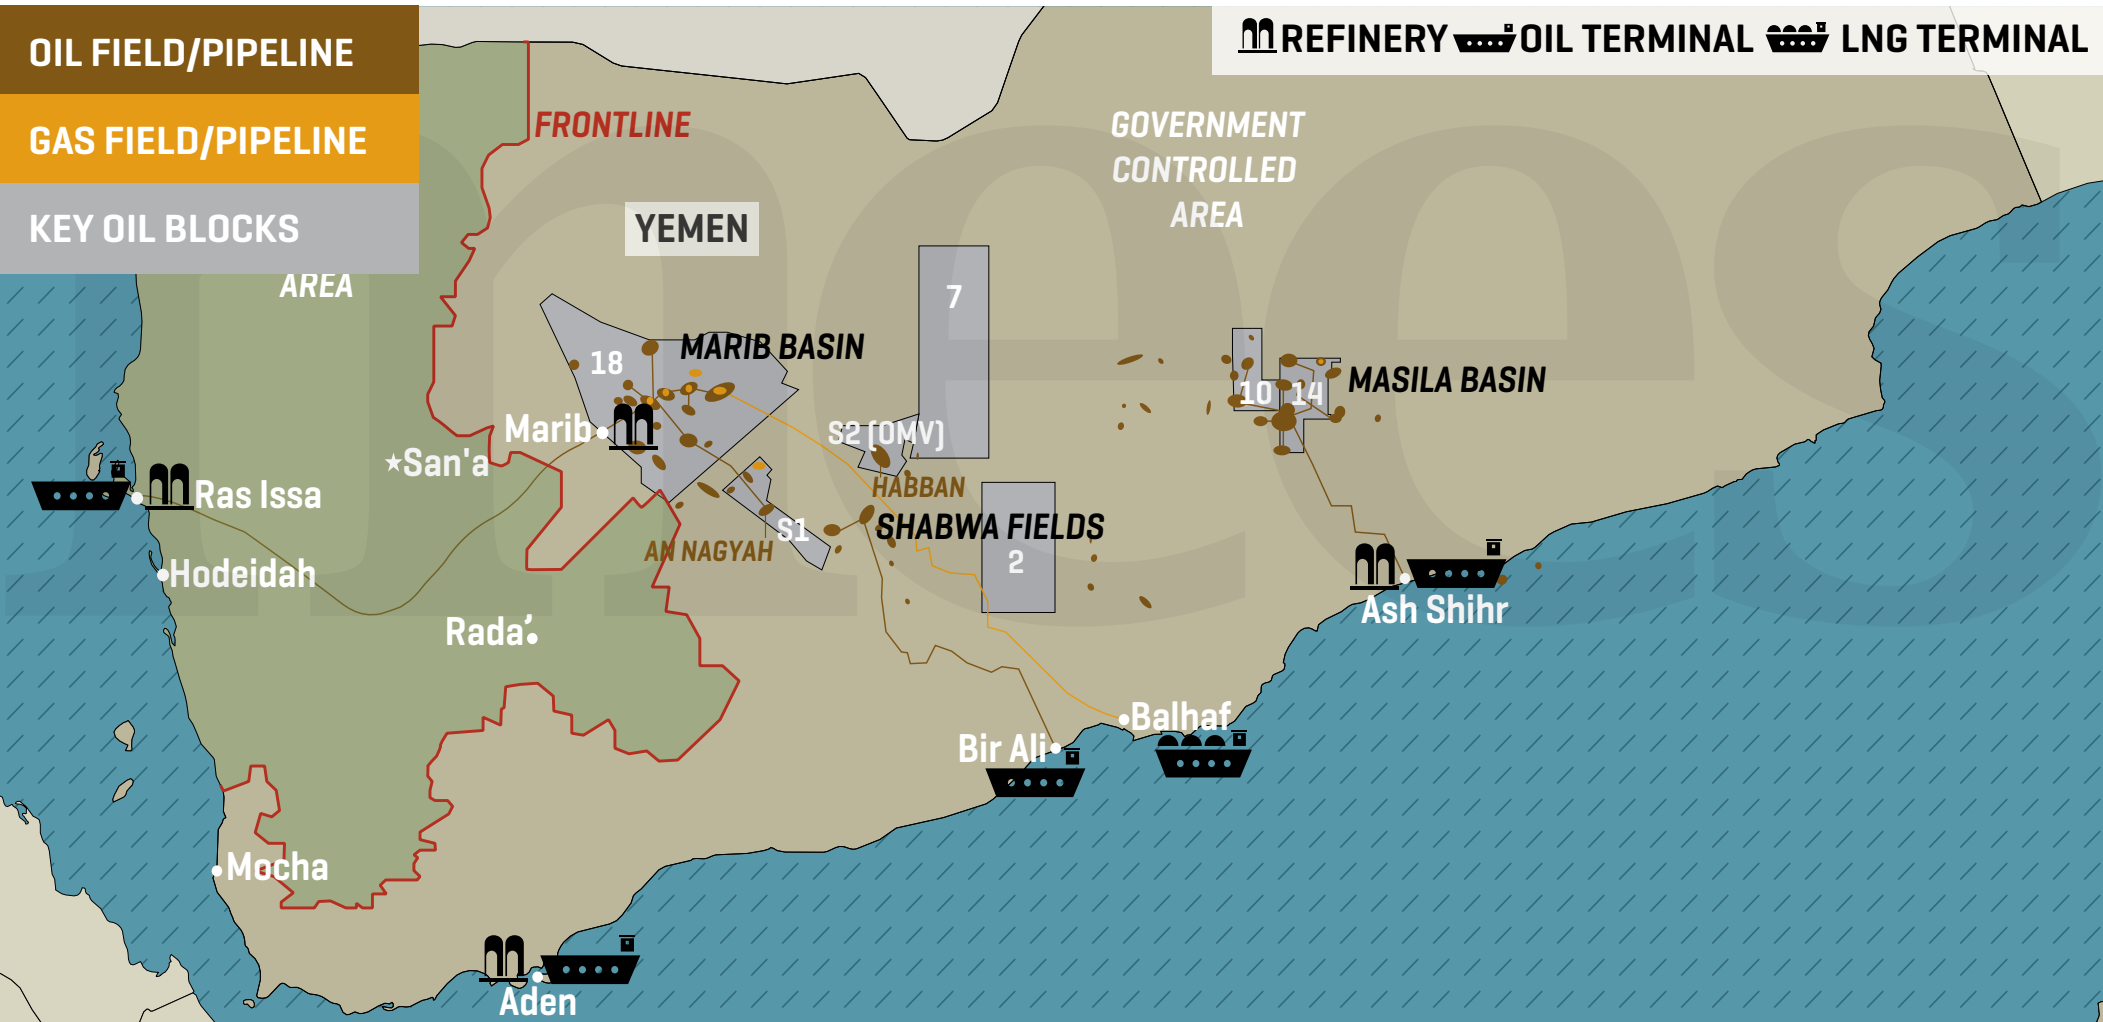 OIL FIELD/PIPELINE
GAS FIELD/PIPELINE
KEY OIL BLOCKS
REFINERY
OIL TERMINAL
LNG TERMINAL
FRONTLINE
GOVERNMENT
CONTROLLED
AREA
YEMEN
AREA
7
18
MARIB BASIN
10
14
MASILA BASIN
Marib
S2 (OMV)
San'a
HABBAN
Ras Issa
SHABWA FIELDS
S1
AN NAGYAH
2
Hodeidah
Ash Shihr
Rada'
Balhaf
Bir Ali
Mocha
Aden
mees